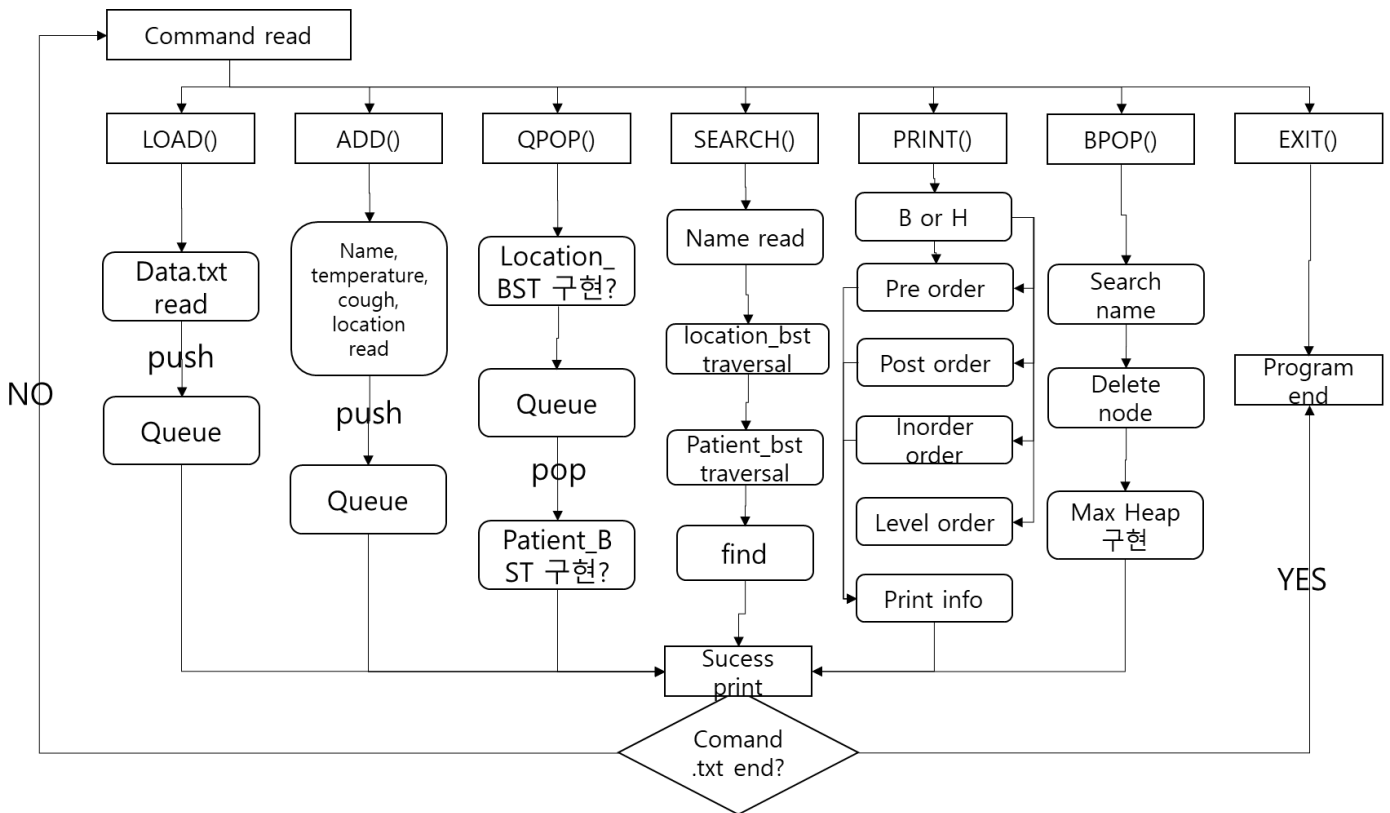 Command read
LOAD()
ADD()
QPOP()
SEARCH()
PRINT()
BPOP()
EXIT()
Data.txt
read
push
Queue
Name,
temperature,
cough,
location
read
push
Queue
Location_
BST 구현?
Queue
pop
Patient_B
ST 구현?
Name read
location_bst
traversal
Patient_bst
traversal
find
B or H
Pre order
Post order
Inorder
order
Level order
Print info
Search
name
Delete
node
Max Heap
구현
Program
end
NO
YES
Sucess
print
Comand
.txt end?